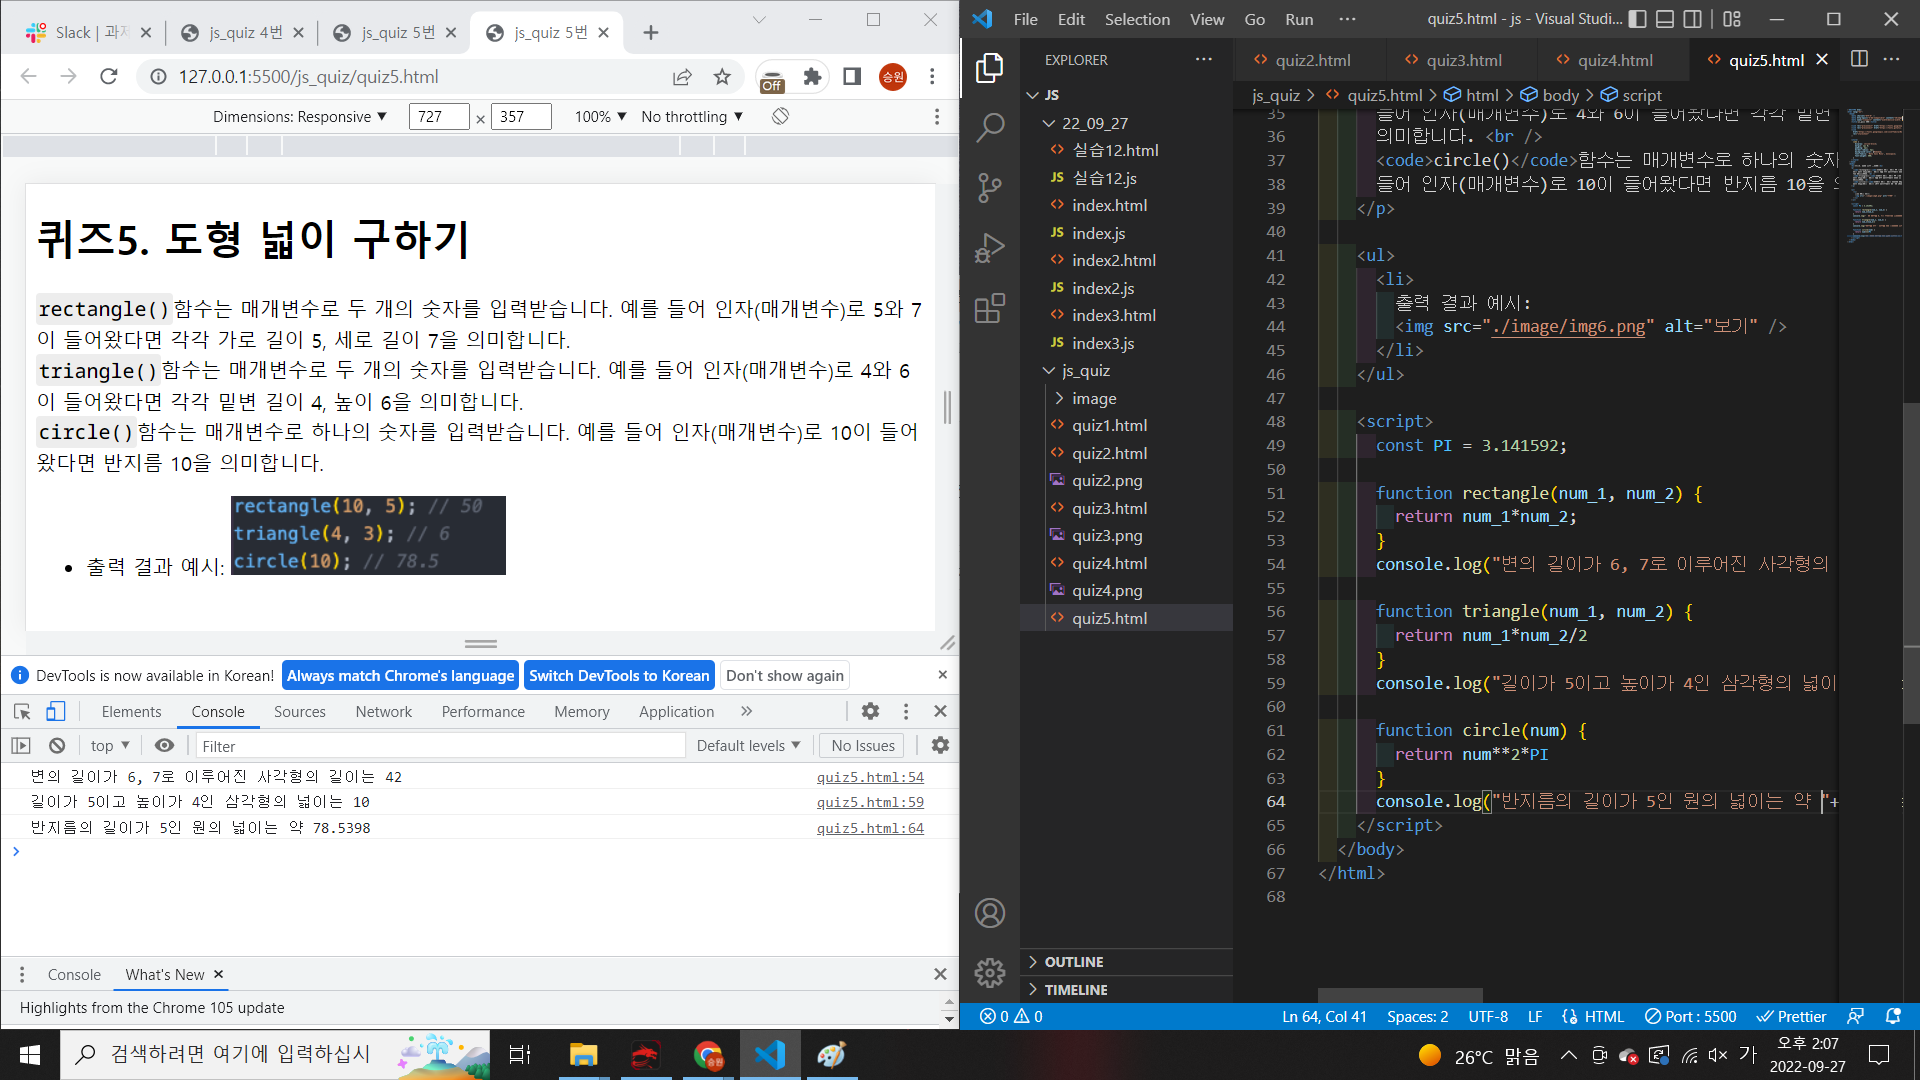 Slack | 과제
js_quiz 4번
js_quiz 5번
js_quiz 5번
127.0.0.1:5500/js_quiz/quiz5.html
Off
승원
Dimensions: Responsive ▼ 727 × 357 100% ▼ No throttling ▼
퀴즈5. 도형 넓이 구하기
rectangle()함수는 매개변수로 두 개의 숫자를 입력받습니다. 예를 들어 인자(매개변수)로 5와 7
이 들어왔다면 각각 가로 길이 5, 세로 길이 7을 의미합니다.
triangle()함수는 매개변수로 두 개의 숫자를 입력받습니다. 예를 들어 인자(매개변수)로 4와 6
이 들어왔다면 각각 밑변 길이 4, 높이 6을 의미합니다.
circle()함수는 매개변수로 하나의 숫자를 입력받습니다. 예를 들어 인자(매개변수)로 10이 들어
왔다면 반지름 10을 의미합니다.
rectangle(10, 5); // 50
triangle(4, 3); // 6
circle(10); // 78.5
• 출력 결과 예시:
DevTools is now available in Korean! Always match Chrome's language Switch DevTools to Korean Don't show again
Elements Console Sources Network Performance Memory Application »
top ▼ Filter Default levels ▼ No Issues
변의 길이가 6, 7로 이루어진 사각형의 길이는 42 quiz5.html:54
길이가 5이고 높이가 4인 삼각형의 넓이는 10 quiz5.html:59
반지름의 길이가 5인 원의 넓이는 약 78.5398 quiz5.html:64
Console What's New
Highlights from the Chrome 105 update
File Edit Selection View Go Run ··· quiz5.html - js - Visual Studi...
EXPLORER ···
JS
22_09_27
실습12.html
JS 실습12.js
index.html
JS index.js
index2.html
JS index2.js
index3.html
JS index3.js
js_quiz
image
quiz1.html
quiz2.html
quiz2.png
quiz3.html
quiz3.png
quiz4.html
quiz4.png
quiz5.html
OUTLINE
TIMELINE
quiz2.html quiz3.html quiz4.html quiz5.html
js_quiz > quiz5.html > html > body > script
35 들어 인자(매개변수)로 4와 6이 들어왔다면 각각 밑변
36 의미합니다. <br />
37 <code>circle()</code>함수는 매개변수로 하나의 숫자
38 들어 인자(매개변수)로 10이 들어왔다면 반지름 10을
39 </p>
40
41 <ul>
42 <li>
43 출력 결과 예시:
44 <img src="./image/img6.png" alt="보기" />
45 </li>
46 </ul>
47
48 <script>
49 const PI = 3.141592;
50
51 function rectangle(num_1, num_2) {
52 return num_1*num_2;
53 }
54 console.log("변의 길이가 6, 7로 이루어진 사각형의
55
56 function triangle(num_1, num_2) {
57 return num_1*num_2/2
58 }
59 console.log("길이가 5이고 높이가 4인 삼각형의 넓이
60
61 function circle(num) {
62 return num**2*PI
63 }
64 console.log("반지름의 길이가 5인 원의 넓이는 약 "+
65 </script>
66 </body>
67 </html>
68
0 0 Ln 64, Col 41 Spaces: 2 UTF-8 LF HTML Port : 5500 Prettier
검색하려면 여기에 입력하십시
26°C 맑음 가 오후 2:07
2022-09-27